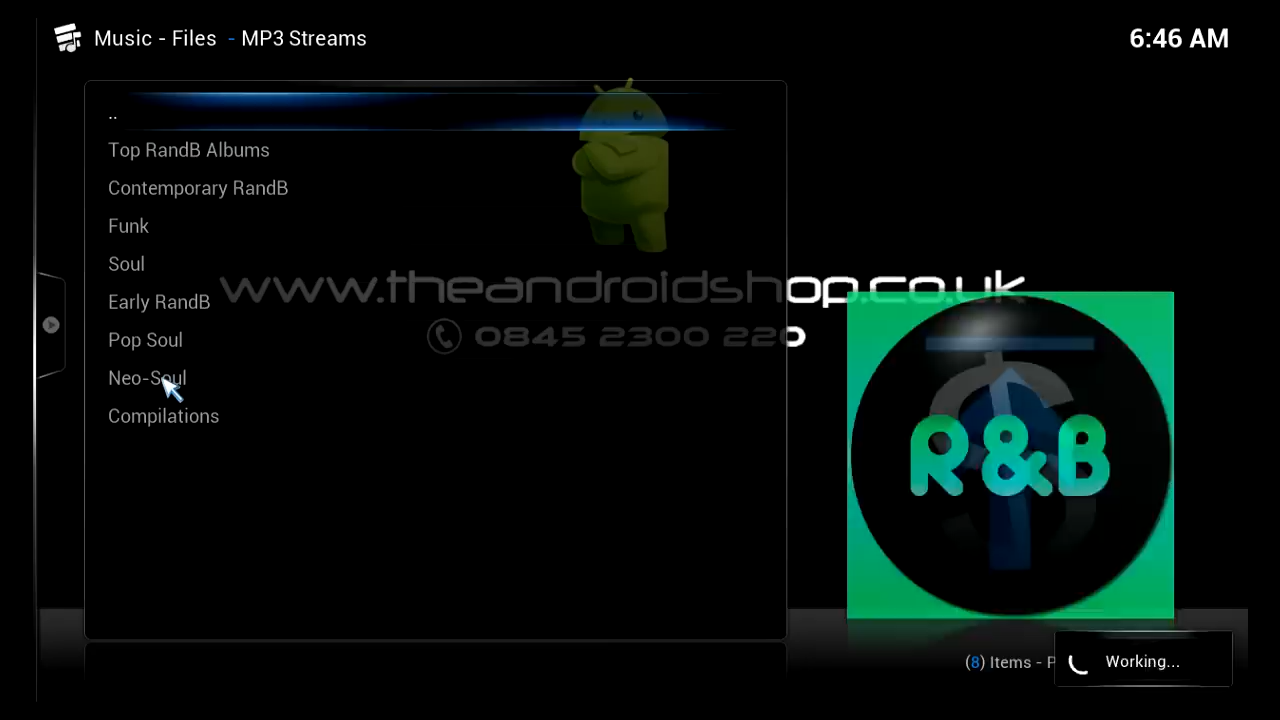 Music - Files - MP3 Streams
6:46 AM
..
Top RandB Albums
Contemporary RandB
Funk
Soul
Early RandB
Pop Soul
Neo-Soul
Compilations
www.theandroidshop.co.uk
0845 2300 220
R&B
(8) Items - P
Working...